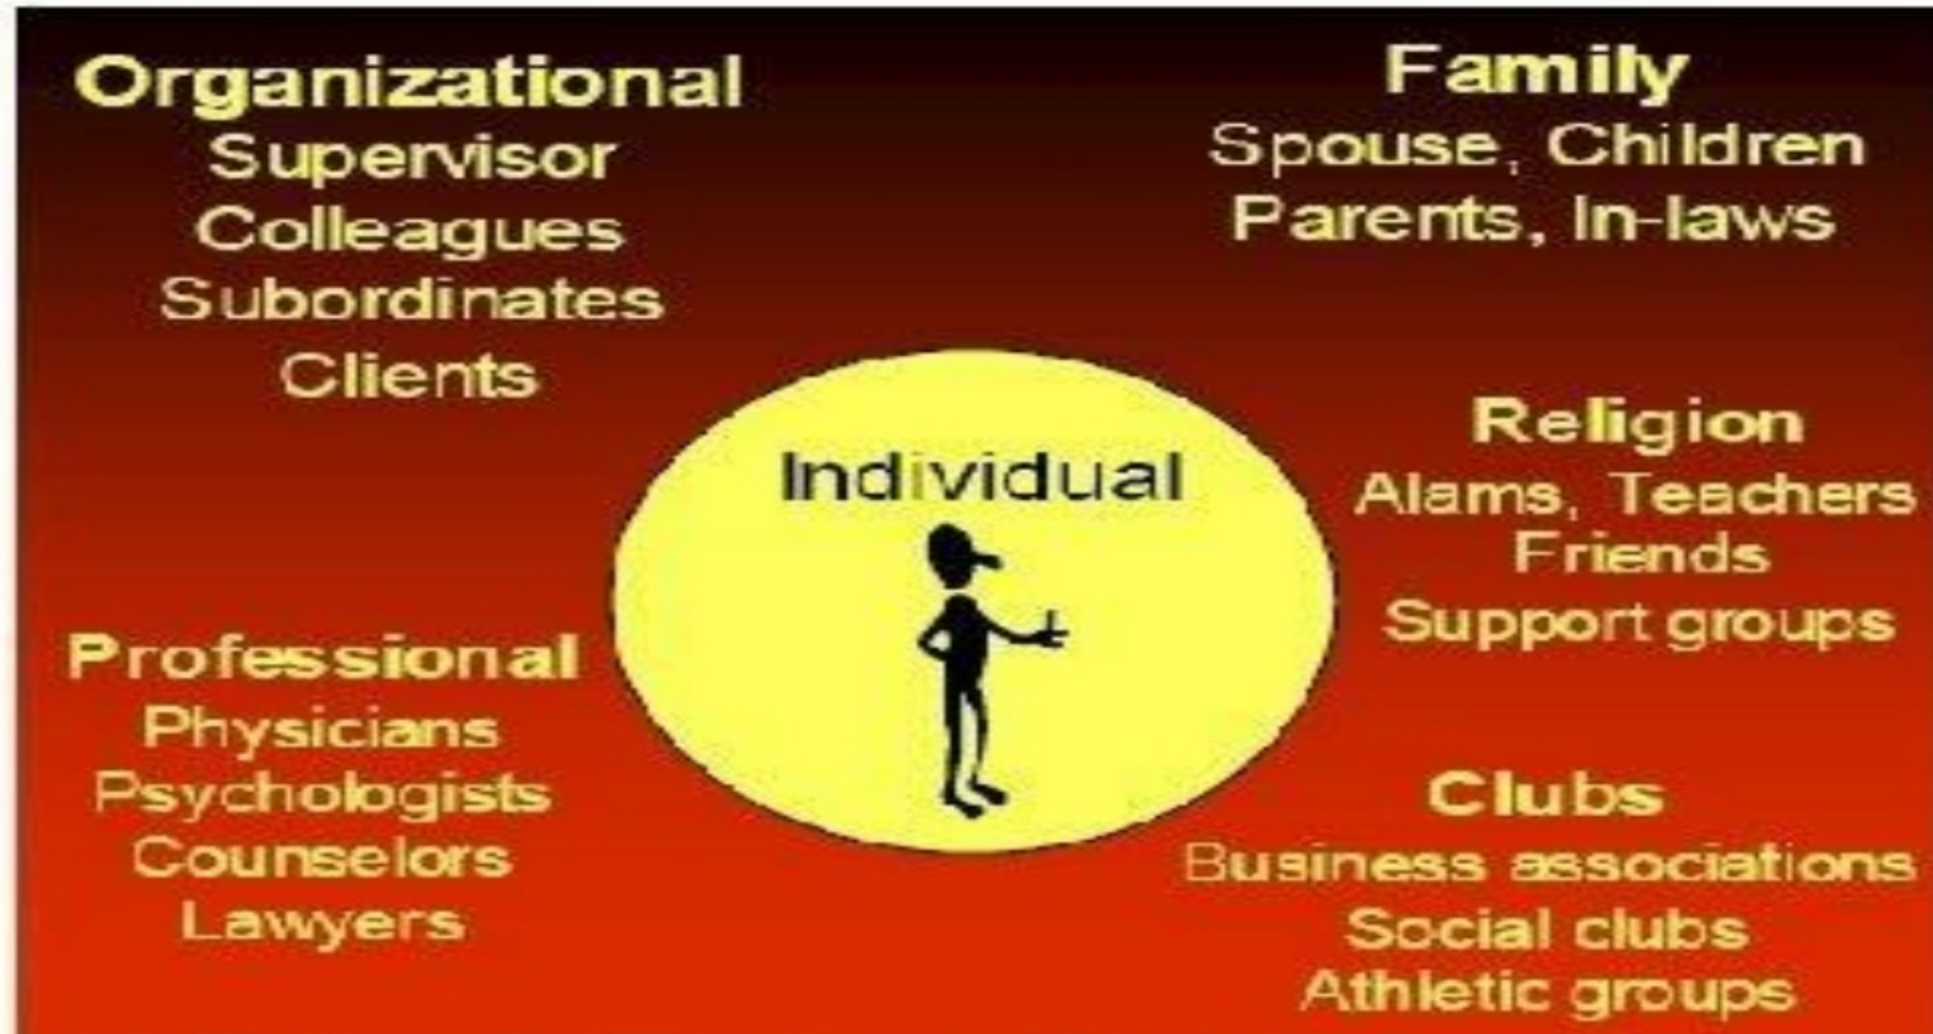 Organizational
Supervisor
Colleagues
Subordinates
Clients
Family
Spouse, Children
Parents, In-laws
Individual
Religion
Alams, Teachers
Friends
Support groups
Professional
Physicians
Psychologists
Counselors
Lawyers
Clubs
Business associations
Social clubs
Athletic groups